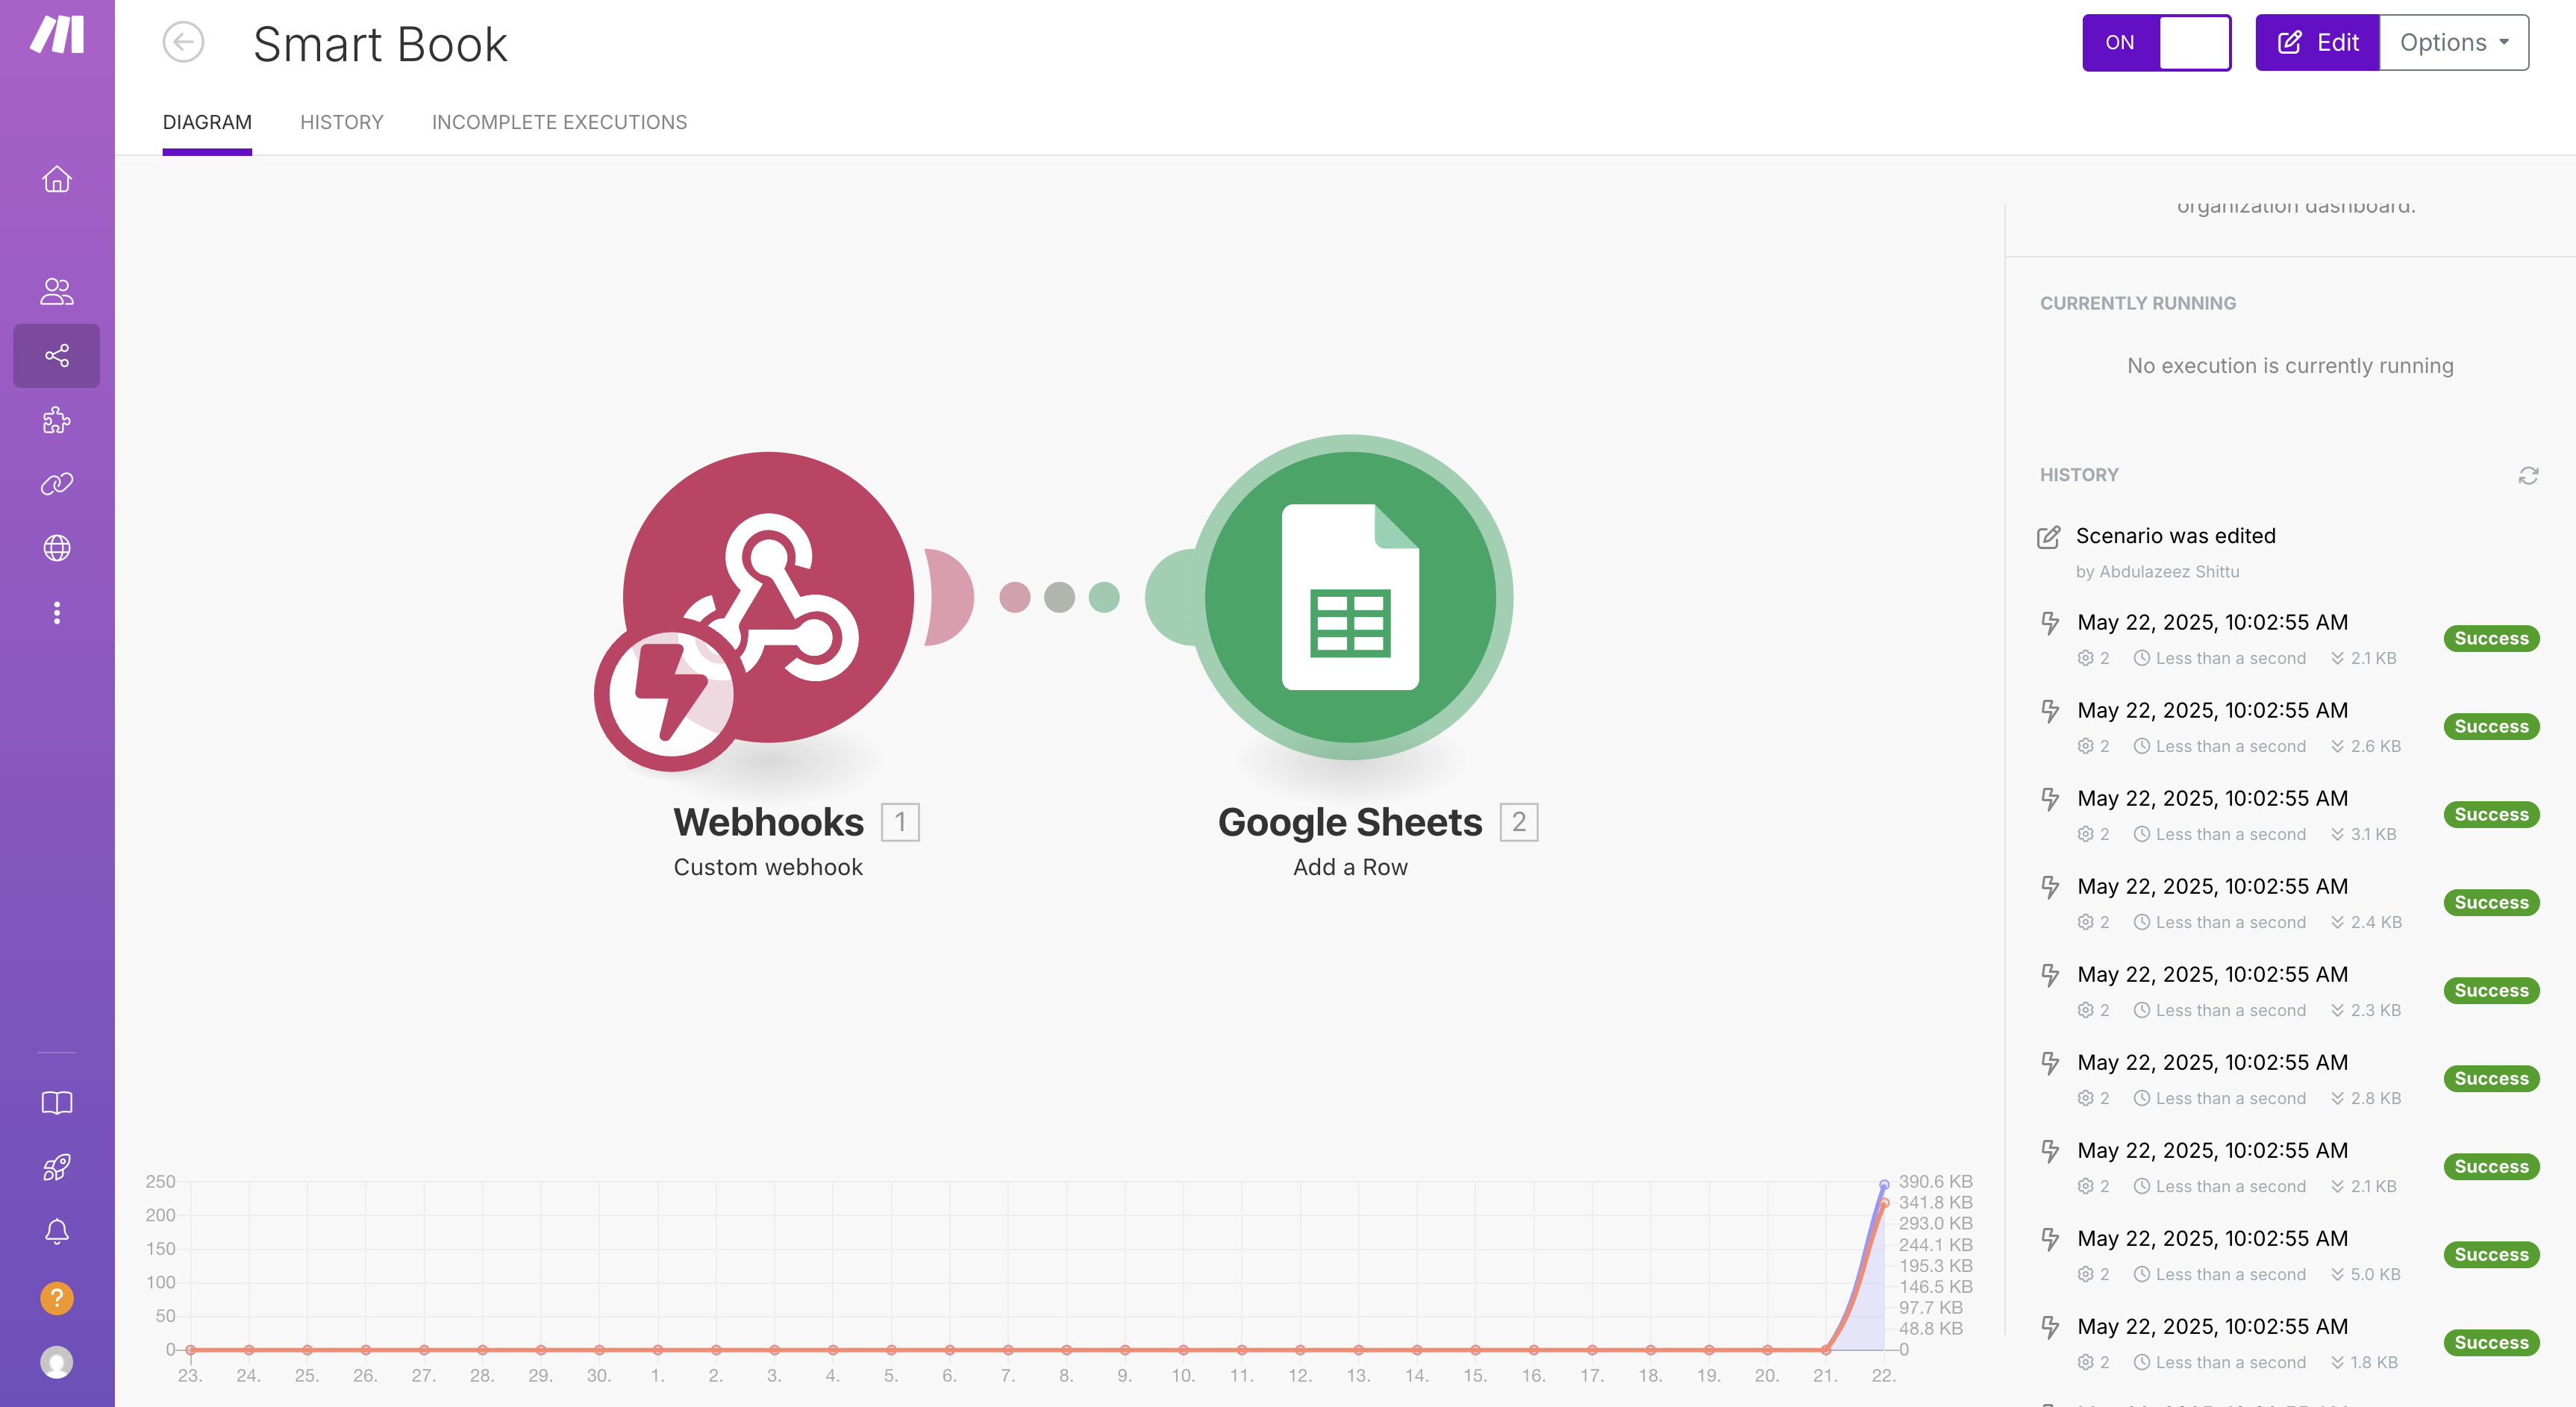 Smart Book
ON
Edit
Options
DIAGRAM
HISTORY
INCOMPLETE EXECUTIONS
organization dashboard.
CURRENTLY RUNNING
No execution is currently running
HISTORY
Scenario was edited
by Abdulazeez Shittu
May 22, 2025, 10:02:55 AM
2 Less than a second 2.1 KB
Success
May 22, 2025, 10:02:55 AM
2 Less than a second 2.6 KB
Success
May 22, 2025, 10:02:55 AM
2 Less than a second 3.1 KB
Success
May 22, 2025, 10:02:55 AM
2 Less than a second 2.4 KB
Success
May 22, 2025, 10:02:55 AM
2 Less than a second 2.3 KB
Success
May 22, 2025, 10:02:55 AM
2 Less than a second 2.8 KB
Success
May 22, 2025, 10:02:55 AM
2 Less than a second 2.1 KB
Success
May 22, 2025, 10:02:55 AM
2 Less than a second 5.0 KB
Success
May 22, 2025, 10:02:55 AM
2 Less than a second 1.8 KB
Success
Webhooks 1
Custom webhook
Google Sheets 2
Add a Row
250
200
150
100
50
0
390.6 KB
341.8 KB
293.0 KB
244.1 KB
195.3 KB
146.5 KB
97.7 KB
48.8 KB
0
23. 24. 25. 26. 27. 28. 29. 30. 1. 2. 3. 4. 5. 6. 7. 8. 9. 10. 11. 12. 13. 14. 15. 16. 17. 18. 19. 20. 21. 22.
?